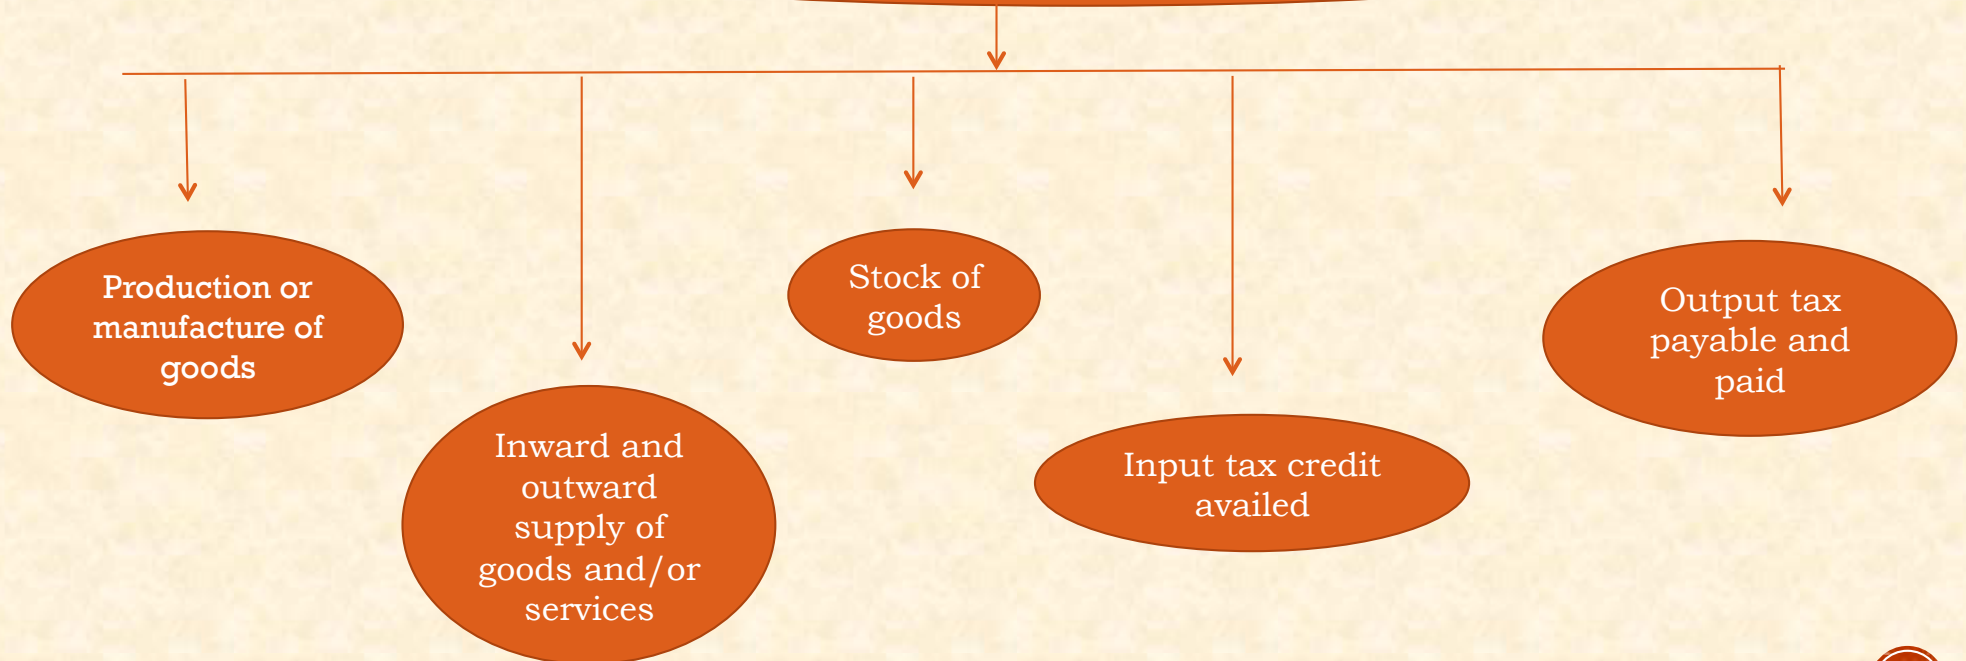 Production or
manufacture of
goods
Inward and
outward
supply of
goods and/or
services
Stock of
goods
Input tax credit
availed
Output tax
payable and
paid